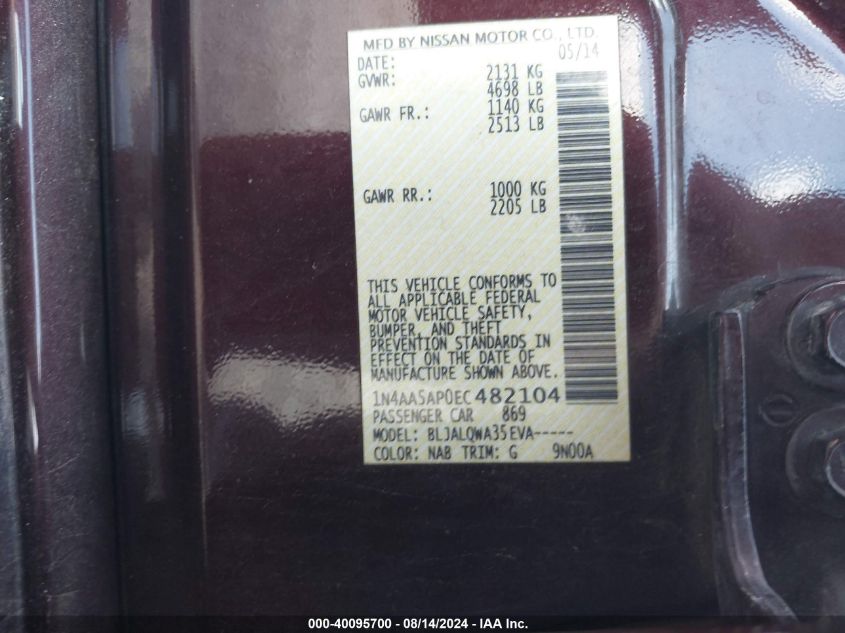 MFD BY NISSAN MOTOR CO., LTD.
DATE: 05/14
GVWR: 2131 KG
4698 LB
GAWR FR.: 1140 KG
2513 LB
GAWR RR.: 1000 KG
2205 LB
THIS VEHICLE CONFORMS TO
ALL APPLICABLE FEDERAL
MOTOR VEHICLE SAFETY,
BUMPER, AND THEFT
PREVENTION STANDARDS IN
EFFECT ON THE DATE OF
MANUFACTURE SHOWN ABOVE.
1N4AA5AP0EC482104
PASSENGER CAR 869
MODEL: BLJALQWA35EVA-----
COLOR: NAB TRIM: G 9N00A
000-40095700 - 08/14/2024 - IAA Inc.